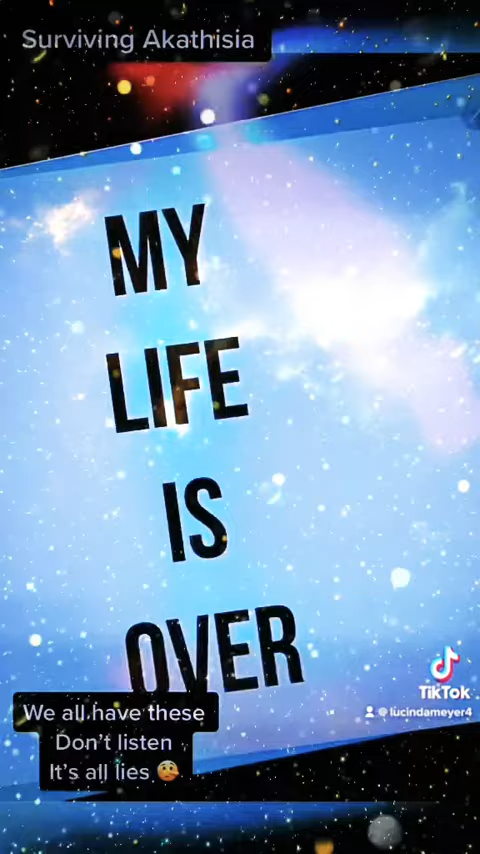 Surviving Akathisia
MY
LIFE
IS
OVER
TikTok
@lucindameyer4
We all have these
Don't listen
It's all lies 🤥